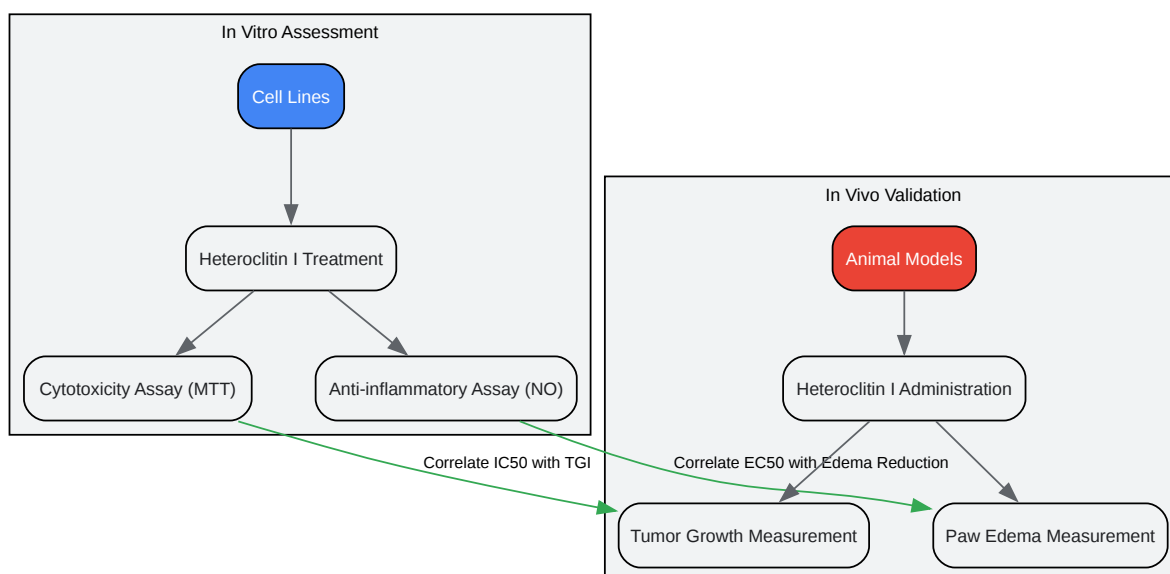 In Vitro Assessment
Cell Lines
Heteroclitin I Treatment
Cytotoxicity Assay (MTT)
Anti-inflammatory Assay (NO)
In Vivo Validation
Animal Models
Heteroclitin I Administration
Correlate IC50 with TGI
Correlate EC50 with Edema Reduction
Tumor Growth Measurement
Paw Edema Measurement